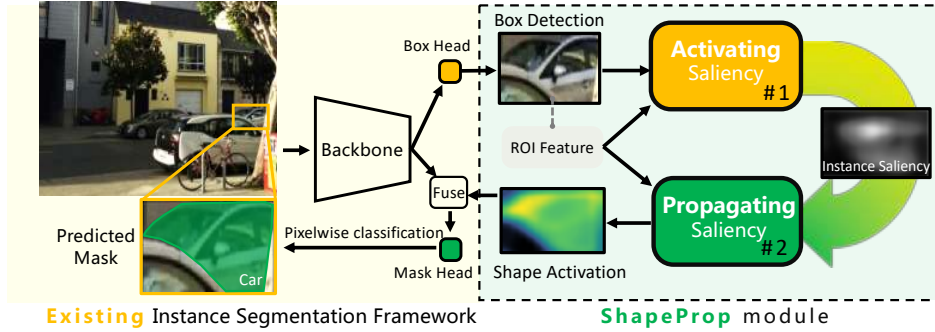 Box Head
Backbone
Fuse
Pixelwise classification
Mask Head
Predicted
Mask
Car
Box Detection
ROI Feature
Activating
Saliency
#1
Instance Saliency
Propagating
Saliency
#2
Shape Activation
Existing Instance Segmentation Framework
ShapeProp module